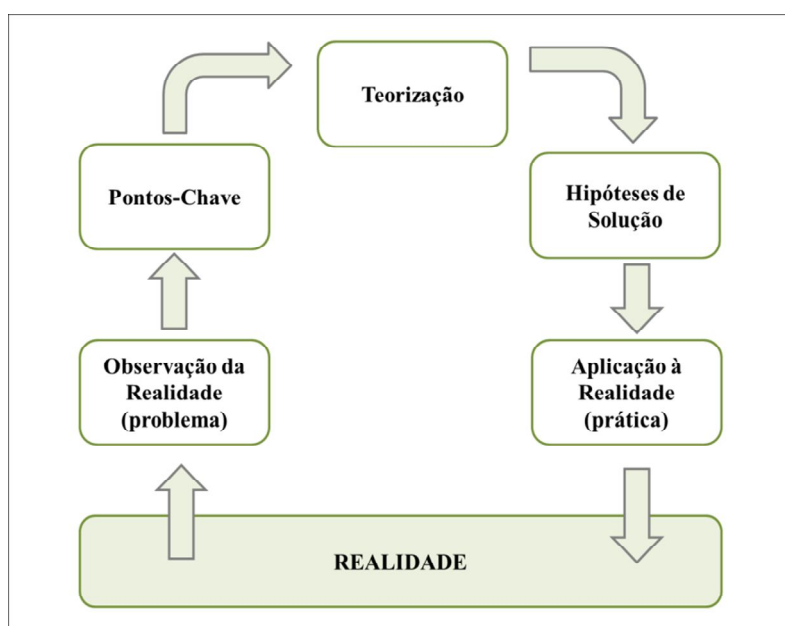 Teorização
Pontos-Chave
Hipóteses de
Solução
Observação da
Realidade
(problema)
Aplicação à
Realidade
(prática)
REALIDADE